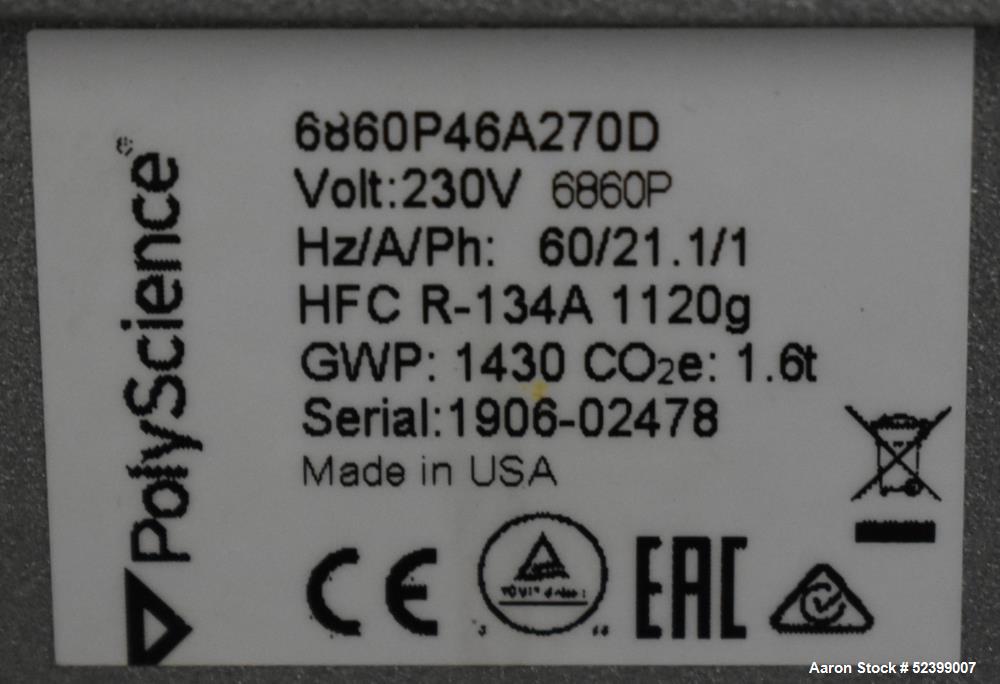 PolyScience®
6860P46A270D
Volt:230V 6860P
Hz/A/Ph: 60/21.1/1
HFC R-134A 1120g
GWP: 1430 CO₂e: 1.6t
Serial:1906-02478
Made in USA
CE
EAC
Aaron Stock # 52399007